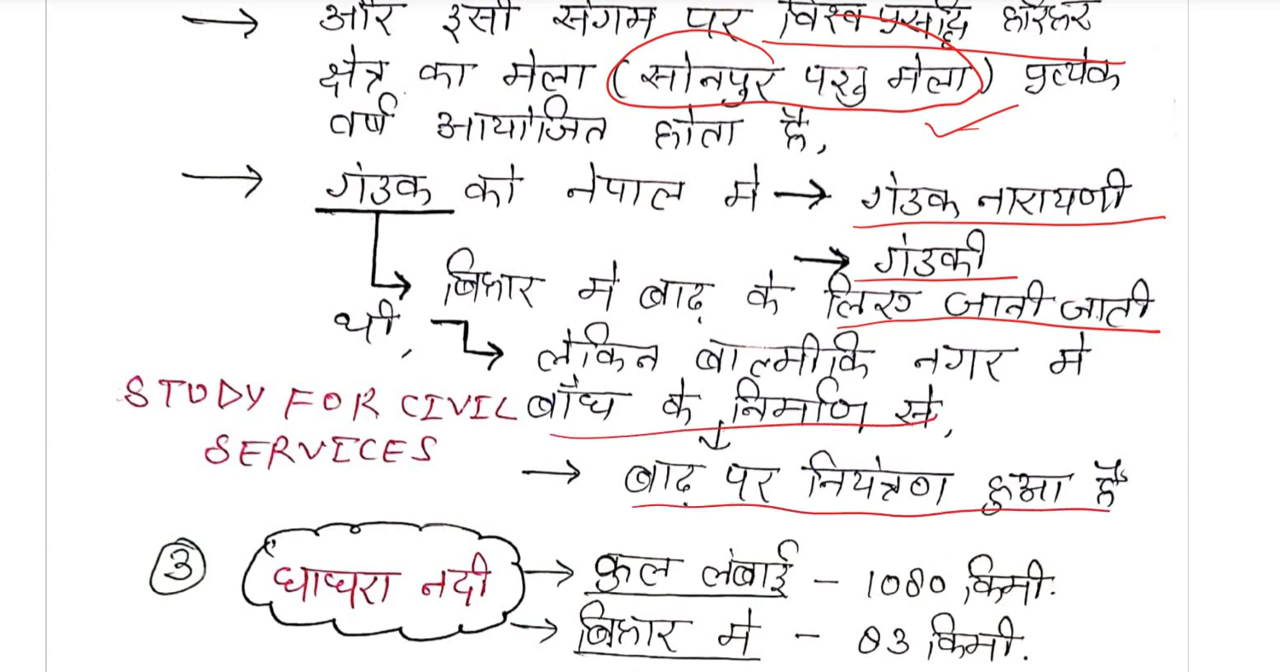 → और इसी संगम पर विश्व प्रसिद्ध हरिहर
क्षेत्र का मेला (सोनपुर पशु मेला) प्रत्येक
वर्ष आयोजित होता है,
→ गंडक को नेपाल मे → गंडक नारायणी
→ गंडकी
बिहार मे बाढ़ के लिए जानी जाती
थी,
लेकिन बाल्मीकि नगर मे
STUDY FOR CIVIL
SERVICES
बाँध के निर्माण से,
→ बाढ़ पर नियंत्रण हुआ है
③ घाघरा नदी → कुल लंबाई – 1080 किमी.
→ बिहार मे – 83 किमी.